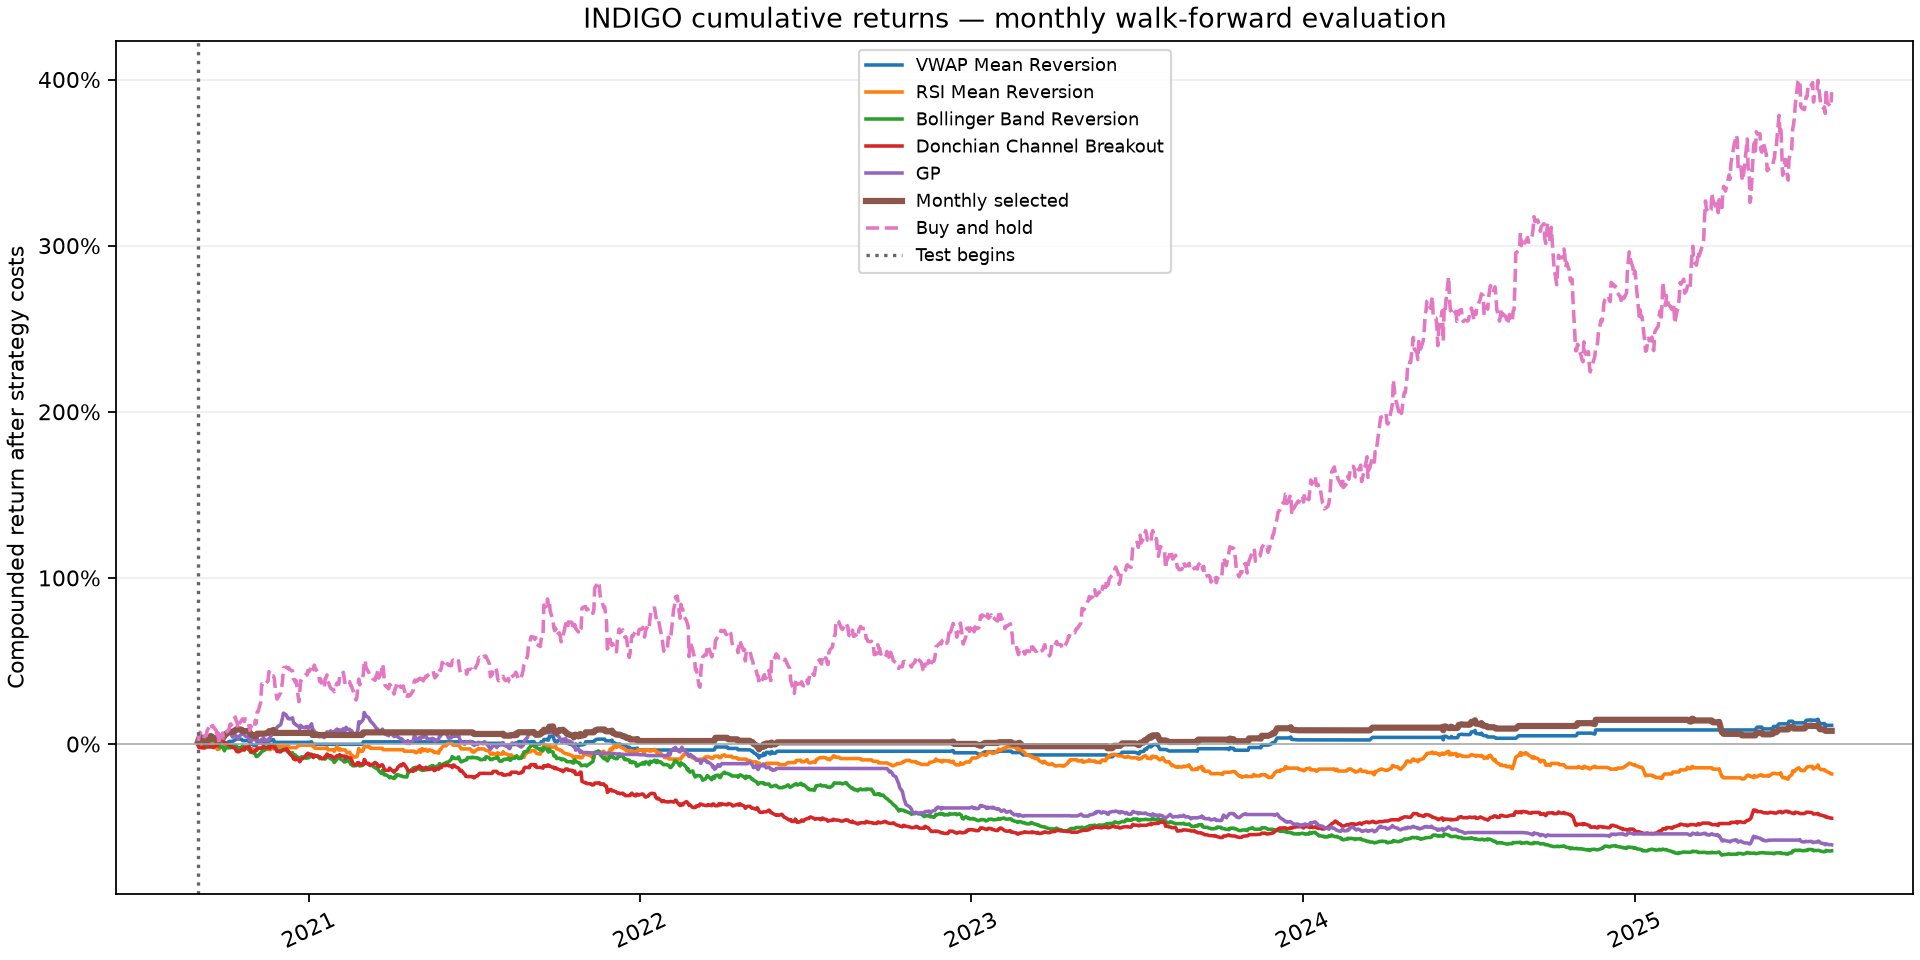 INDIGO cumulative returns — monthly walk-forward evaluation
Compounded return after strategy costs
400%
300%
200%
100%
0%
VWAP Mean Reversion
RSI Mean Reversion
Bollinger Band Reversion
Donchian Channel Breakout
GP
Monthly selected
Buy and hold
Test begins
2021
2022
2023
2024
2025